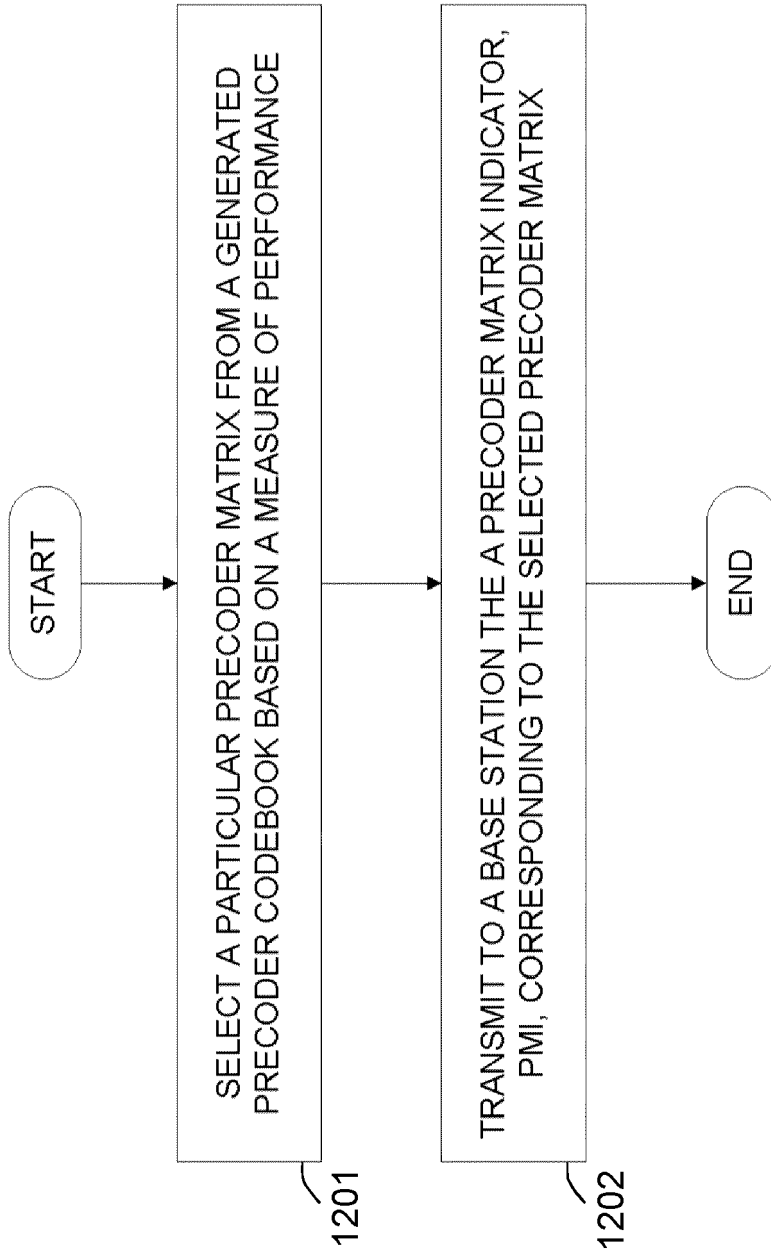 START
SELECT A PARTICULAR PRECODER MATRIX FROM A GENERATED
PRECODER CODEBOOK BASED ON A MEASURE OF PERFORMANCE
1201
TRANSMIT TO A BASE STATION THE A PRECODER MATRIX INDICATOR,
PMI, CORRESPONDING TO THE SELECTED PRECODER MATRIX
1202
END